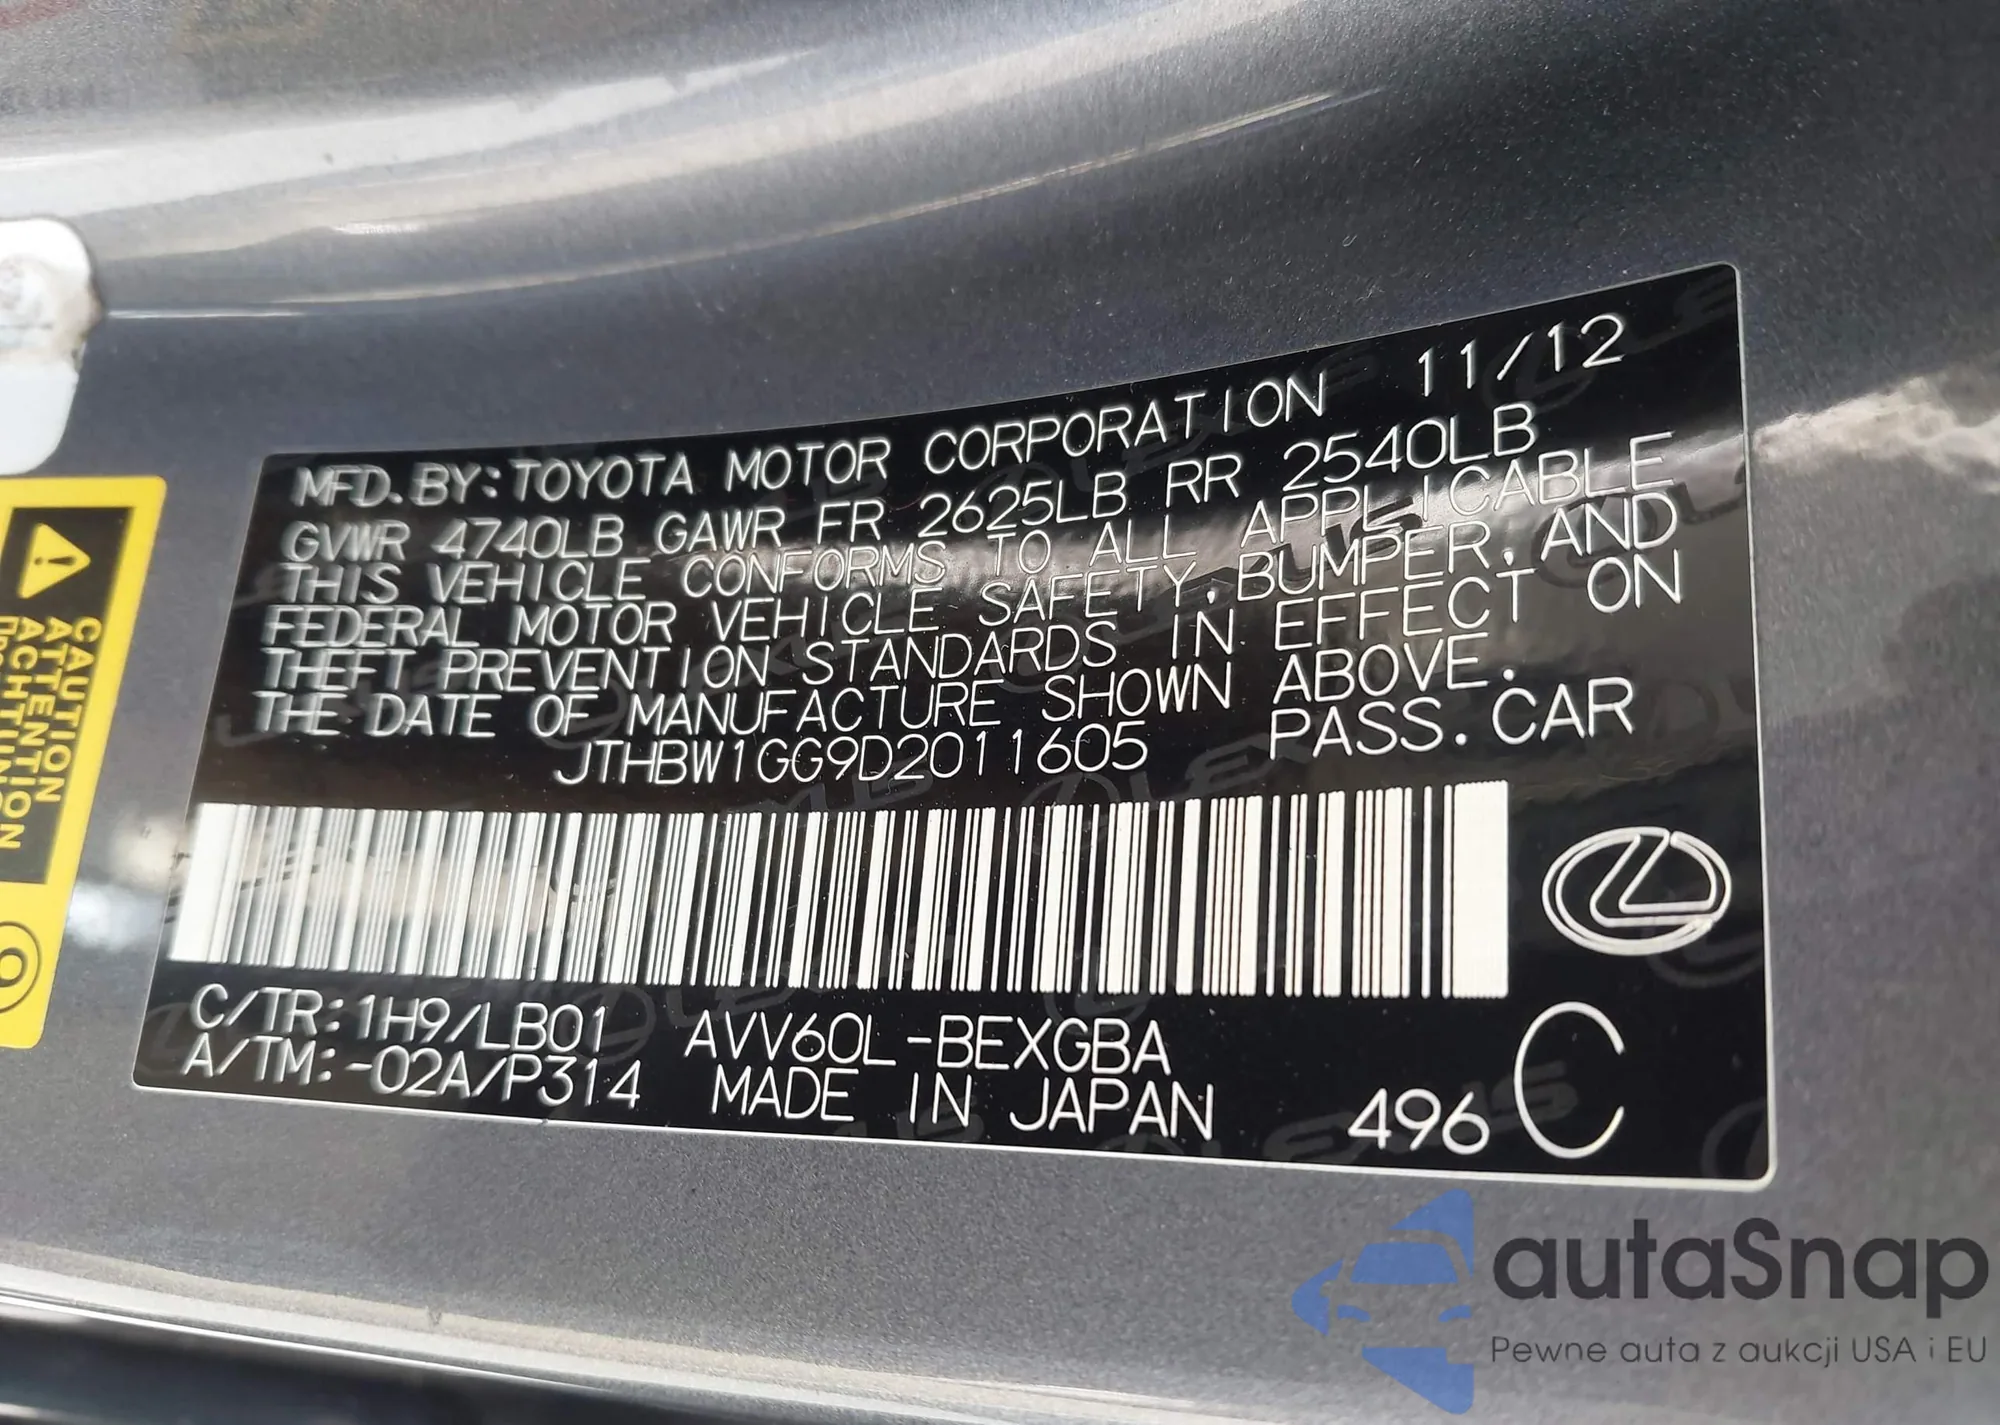 MFD. BY: TOYOTA MOTOR CORPORATION 11/12
GVWR 4740LB GAWR FR 2625LB RR 2540LB
THIS VEHICLE CONFORMS TO ALL APPLICABLE
FEDERAL MOTOR VEHICLE SAFETY, BUMPER, AND
THEFT PREVENTION STANDARDS IN EFFECT ON
THE DATE OF MANUFACTURE SHOWN ABOVE.
JTHBW1GG9D2011605 PASS. CAR
C/TR: 1H9/LB01 AVV60L-BEXGBA
A/TM: -02A/P314 MADE IN JAPAN 496 C
CAUTION
ATTENTION
ACHTUNG
autaSnap
Pewne auta z aukcji USA i EU